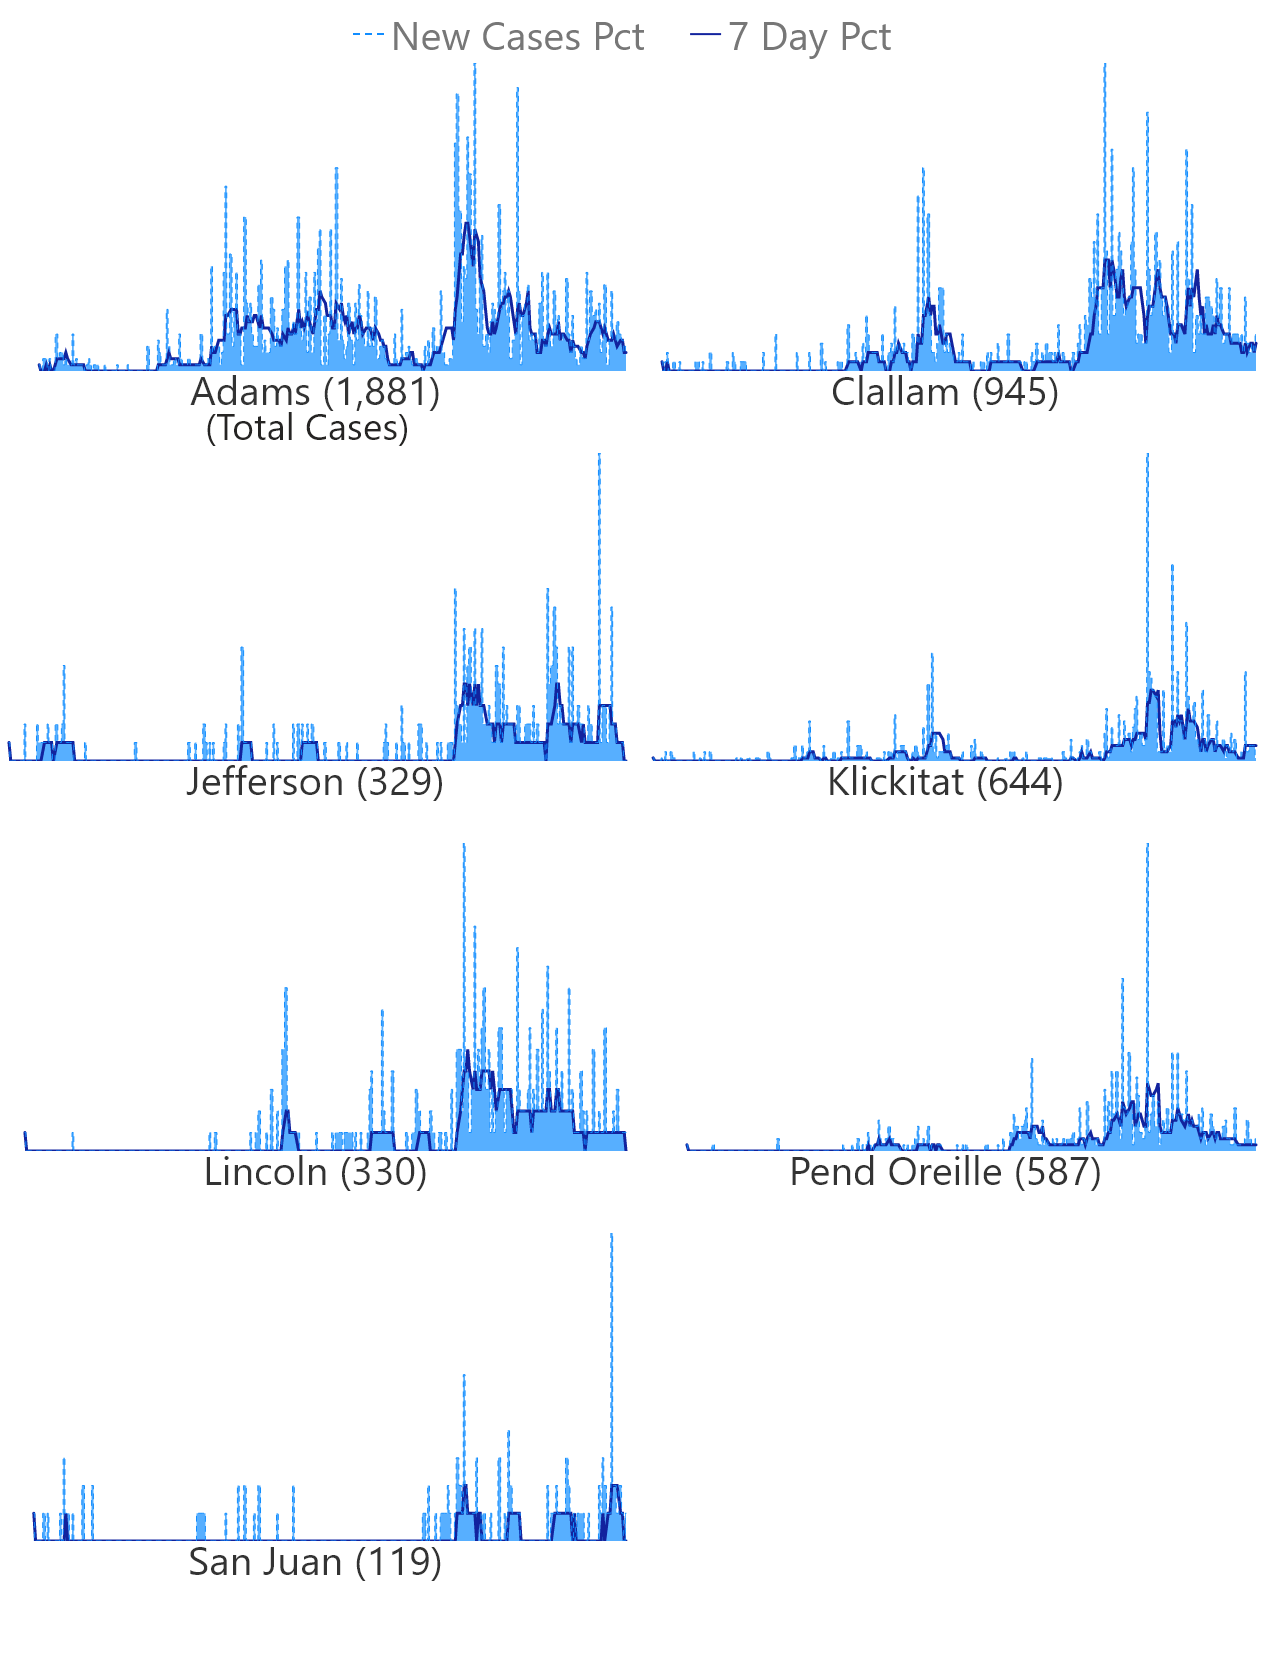 New Cases Pct 7 Day Pct
Adams (1,881) Clallam (945)
(Total Cases)
Jefferson (329) Klickitat (644)
Lincoln (330) Pend Oreille (587)
San Juan (119)